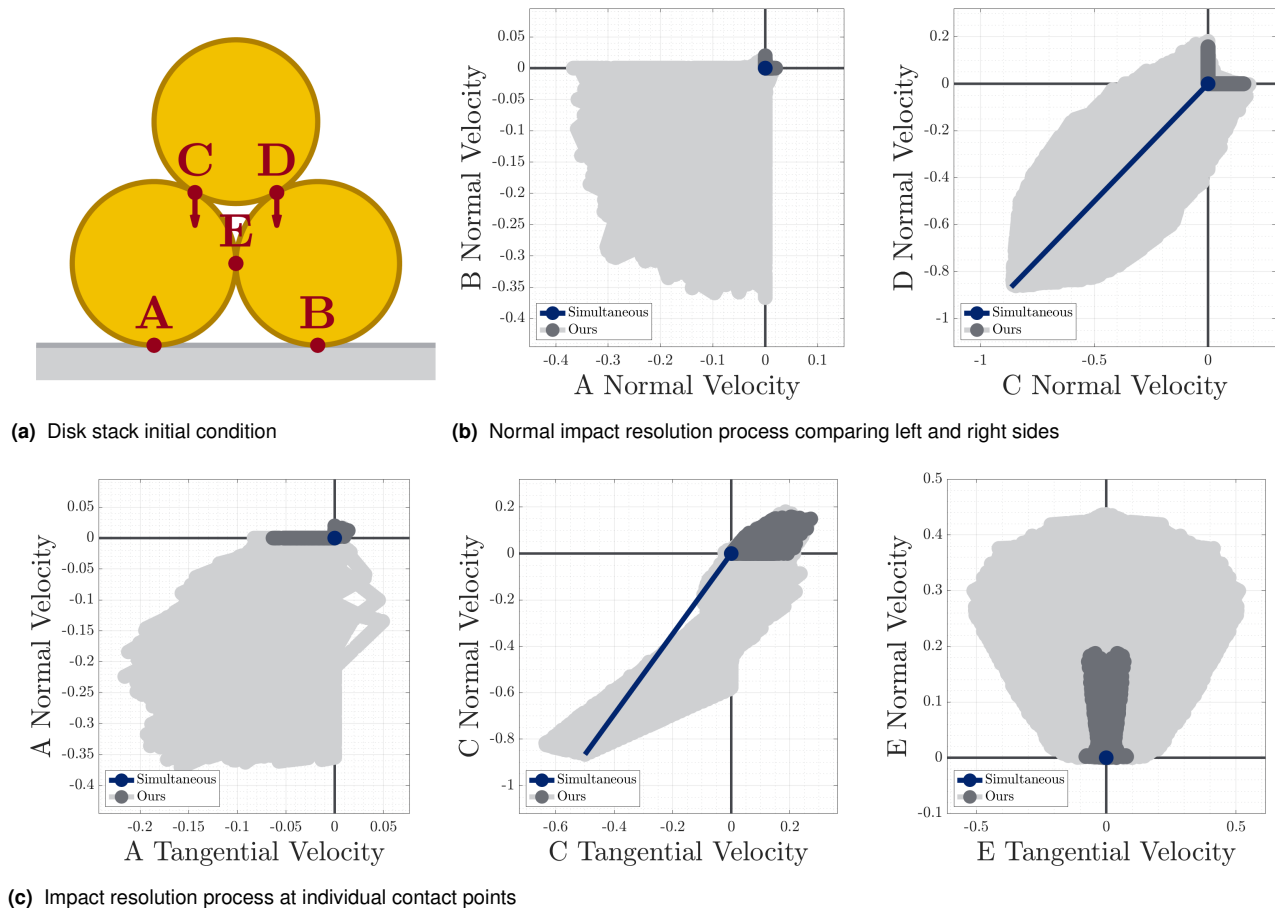 C D
E
A B
(a) Disk stack initial condition
B Normal Velocity
0.05
0
-0.05
-0.1
-0.15
-0.2
-0.25
-0.3
-0.35
-0.4
Simultaneous
Ours
-0.4 -0.3 -0.2 -0.1 0 0.1
A Normal Velocity
D Normal Velocity
0.2
0
-0.2
-0.4
-0.6
-0.8
-1
Simultaneous
Ours
-1 -0.5 0
C Normal Velocity
(b) Normal impact resolution process comparing left and right sides
A Normal Velocity
0.05
0
-0.05
-0.1
-0.15
-0.2
-0.25
-0.3
-0.35
-0.4
Simultaneous
Ours
-0.2 -0.15 -0.1 -0.05 0 0.05
A Tangential Velocity
C Normal Velocity
0.2
0
-0.2
-0.4
-0.6
-0.8
-1
Simultaneous
Ours
-0.6 -0.4 -0.2 0 0.2
C Tangential Velocity
E Normal Velocity
0.5
0.4
0.3
0.2
0.1
0
-0.1
Simultaneous
Ours
-0.5 0 0.5
E Tangential Velocity
(c) Impact resolution process at individual contact points